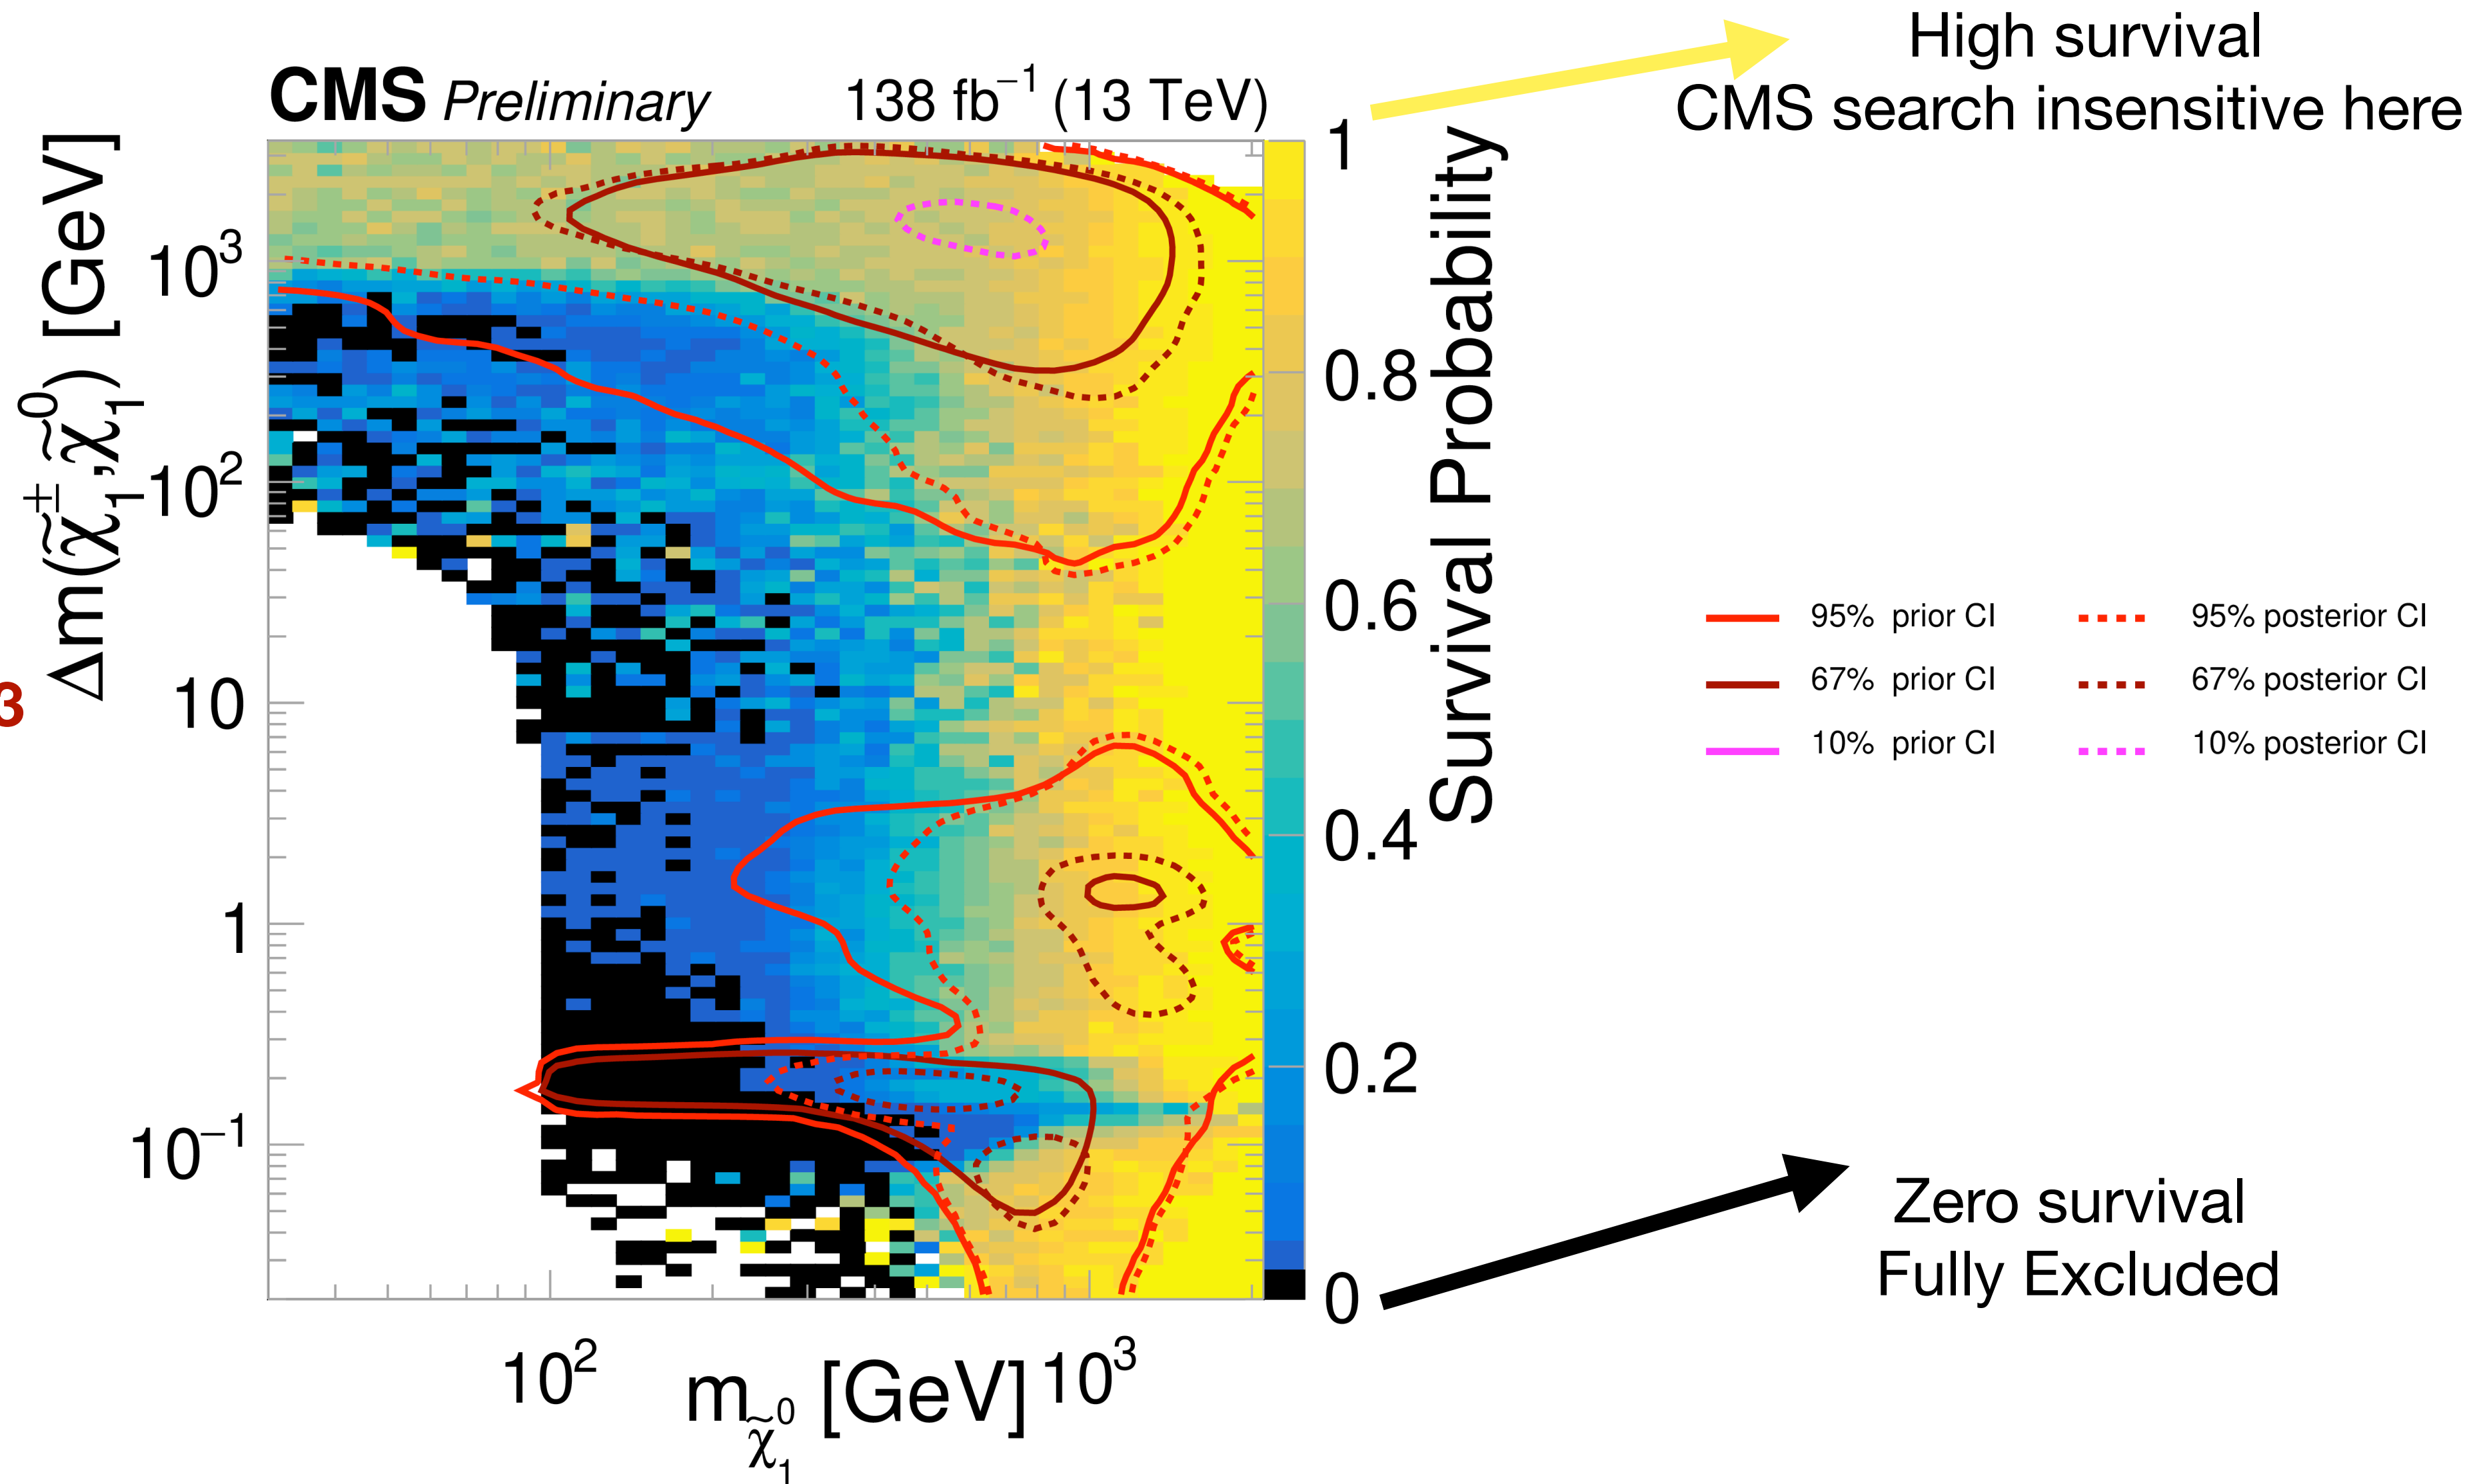 High survival
CMS search insensitive here
CMS Preliminary 138 fb⁻¹ (13 TeV)
Δm(χ̃₁±,χ̃₁⁰) [GeV]
10³
10²
10
1
10⁻¹
3
10²
10³
m_χ̃₁⁰ [GeV]
1
0.8
0.6
0.4
0.2
0
Survival Probability
95% prior CI
95% posterior CI
67% prior CI
67% posterior CI
10% prior CI
10% posterior CI
Zero survival
Fully Excluded